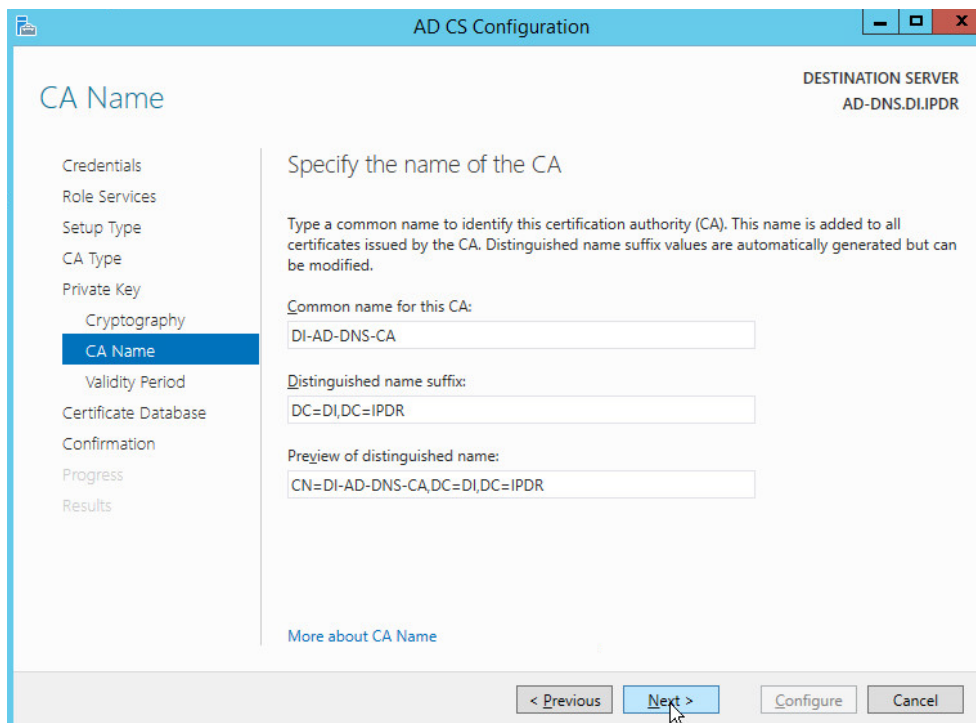 AD CS Configuration
CA Name
DESTINATION SERVER
AD-DNS.DI.IPDR
Credentials
Role Services
Setup Type
CA Type
Private Key
Cryptography
CA Name
Validity Period
Certificate Database
Confirmation
Progress
Results
Specify the name of the CA
Type a common name to identify this certification authority (CA). This name is added to all
certificates issued by the CA. Distinguished name suffix values are automatically generated but can
be modified.
Common name for this CA:
DI-AD-DNS-CA
Distinguished name suffix:
DC=DI,DC=IPDR
Preview of distinguished name:
CN=DI-AD-DNS-CA,DC=DI,DC=IPDR
More about CA Name
< Previous
Next >
Configure
Cancel